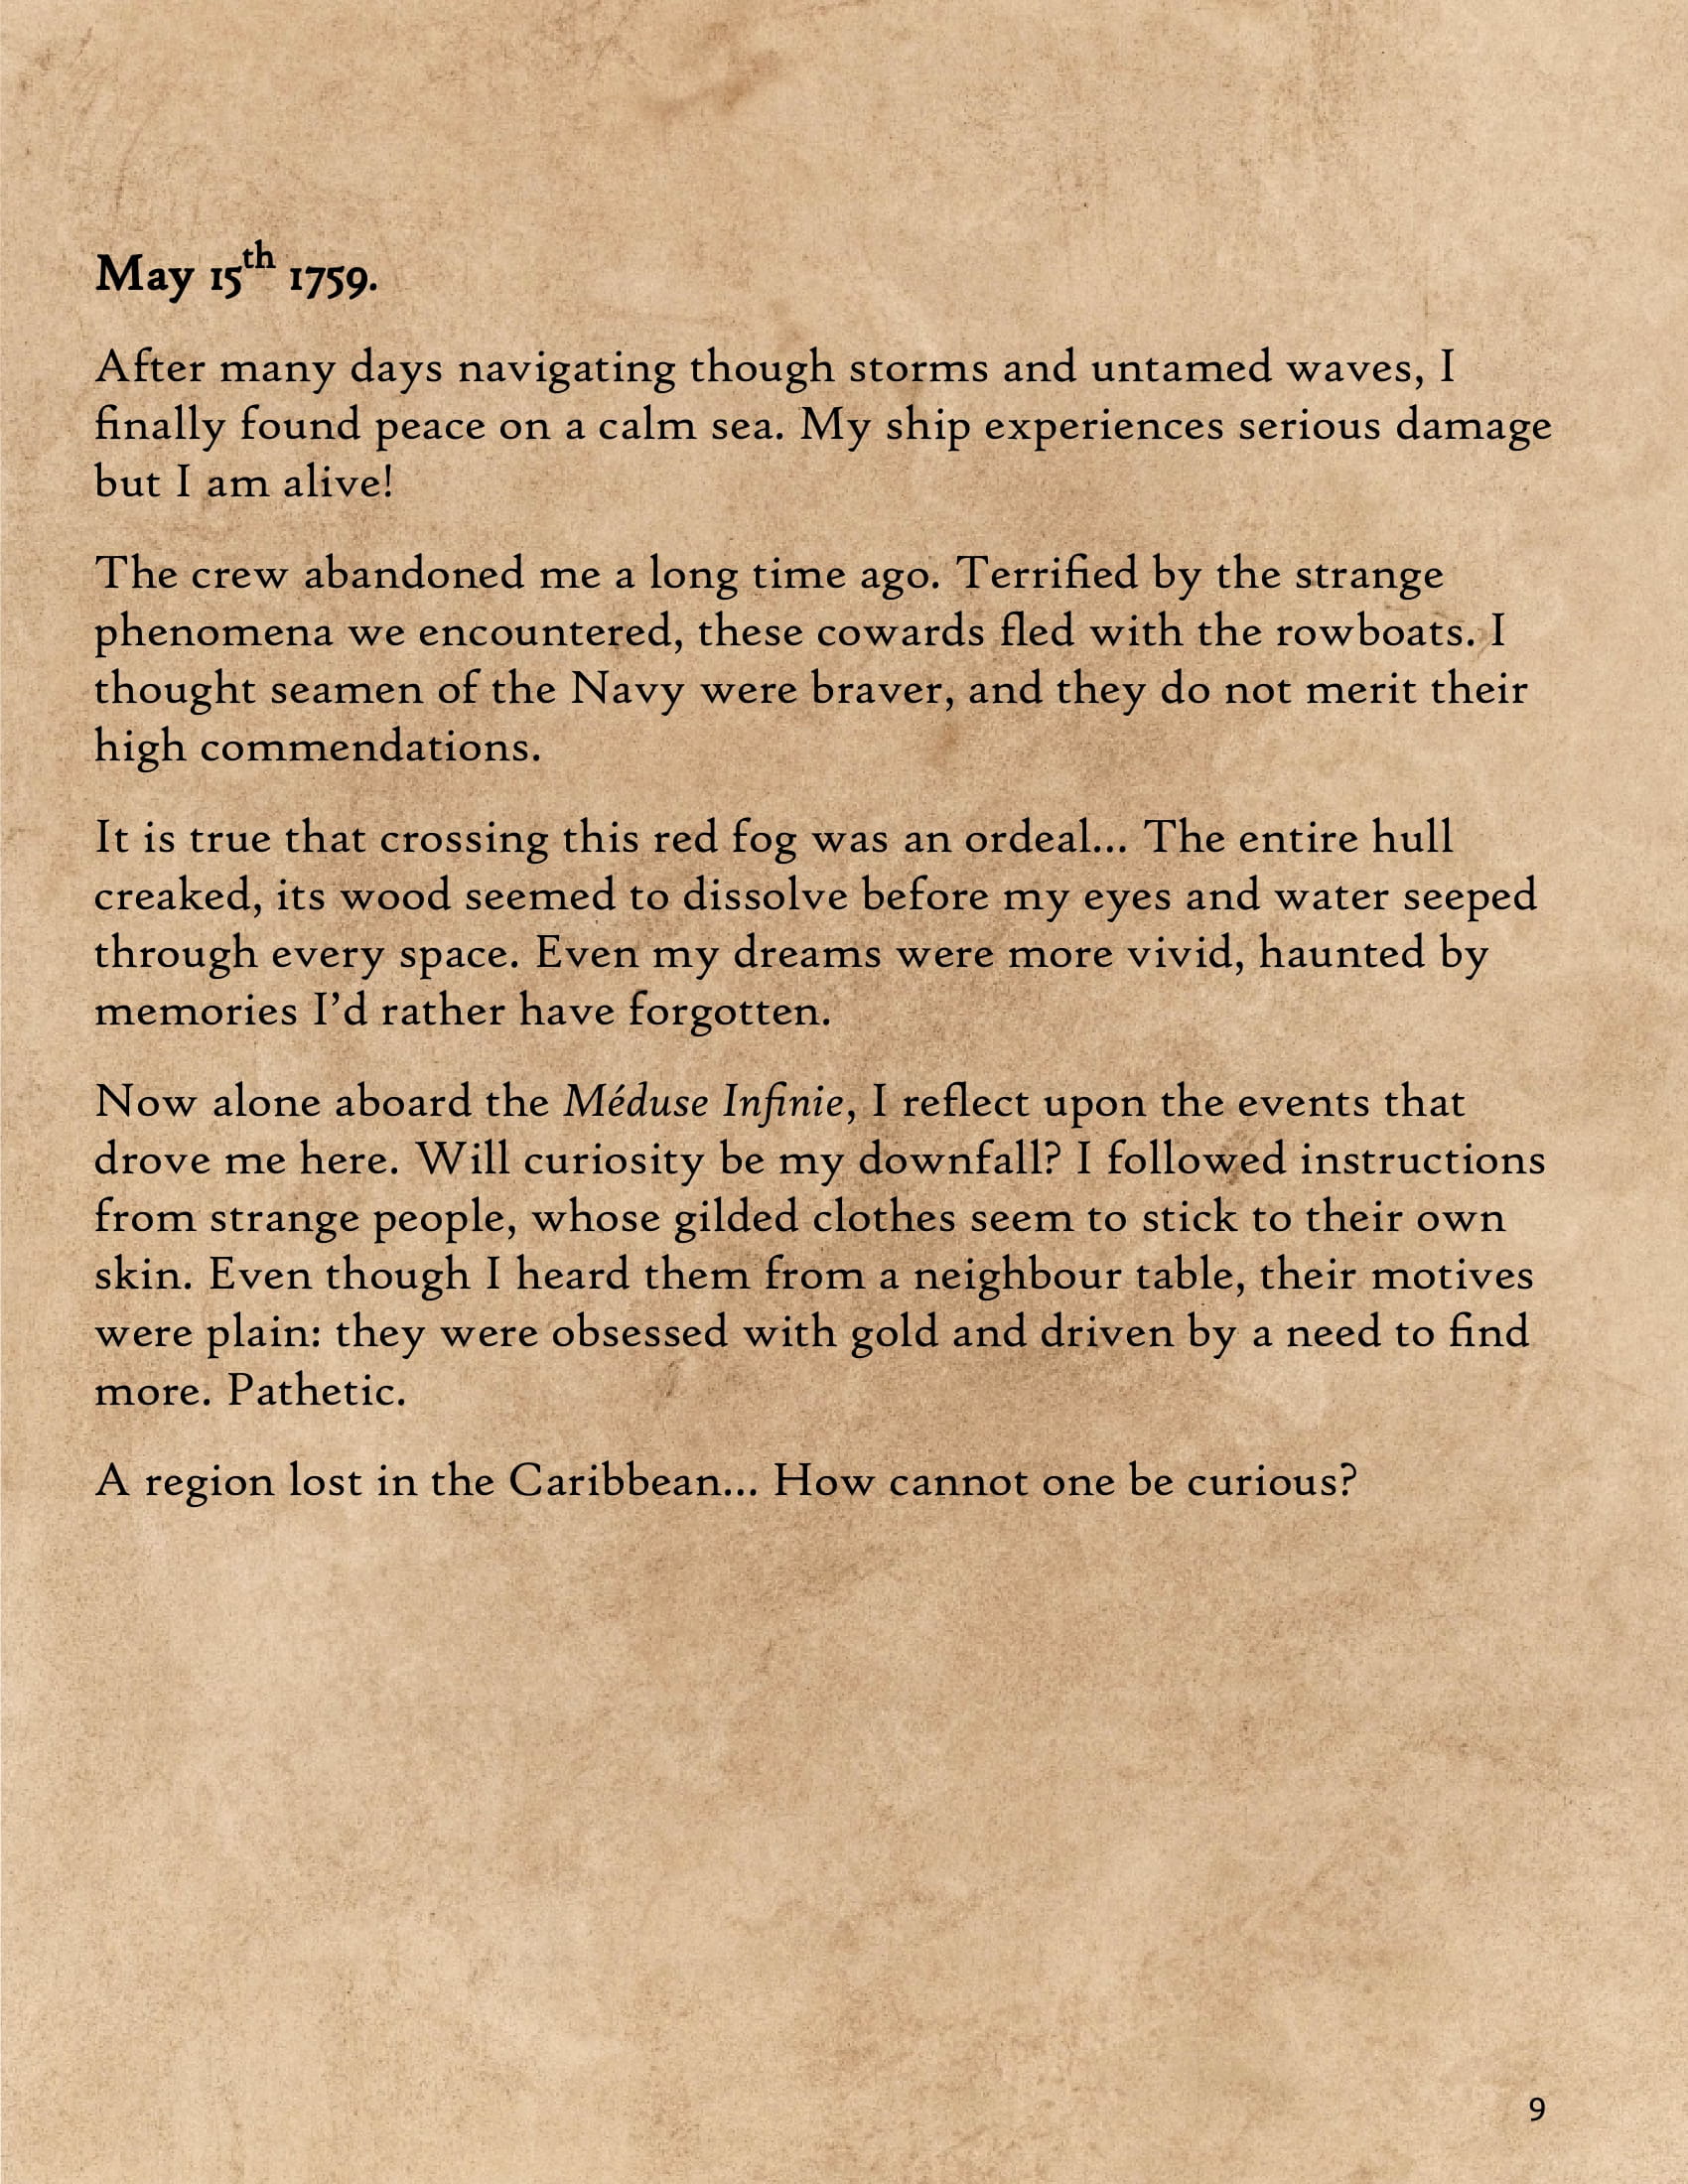 May 15th 1759.
After many days navigating though storms and untamed waves, I
finally found peace on a calm sea. My ship experiences serious damage
but I am alive!
The crew abandoned me a long time ago. Terrified by the strange
phenomena we encountered, these cowards fled with the rowboats. I
thought seamen of the Navy were braver, and they do not merit their
high commendations.
It is true that crossing this red fog was an ordeal... The entire hull
creaked, its wood seemed to dissolve before my eyes and water seeped
through every space. Even my dreams were more vivid, haunted by
memories I’d rather have forgotten.
Now alone aboard the Méduse Infinie, I reflect upon the events that
drove me here. Will curiosity be my downfall? I followed instructions
from strange people, whose gilded clothes seem to stick to their own
skin. Even though I heard them from a neighbour table, their motives
were plain: they were obsessed with gold and driven by a need to find
more. Pathetic.
A region lost in the Caribbean... How cannot one be curious?
9